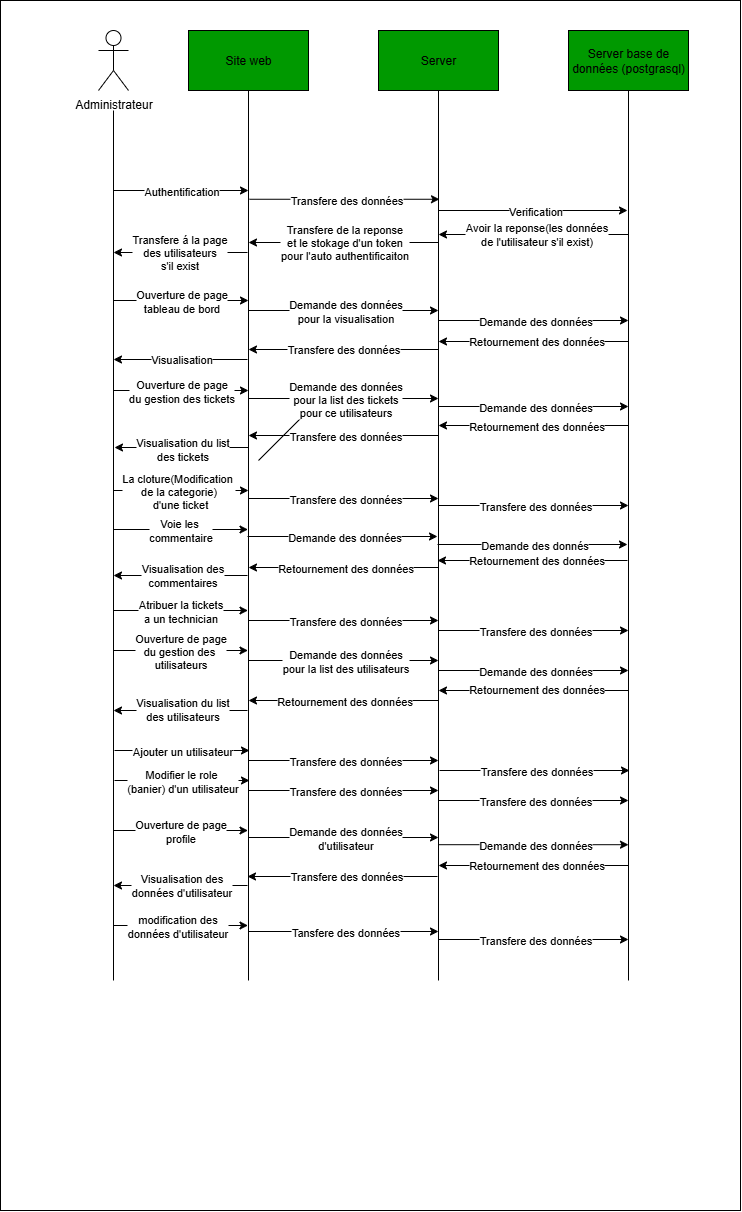 Administrateur
Site web
Server
Server base de
données (postgrasql)
Authentification
Transfere des données
Verification
Avoir la reponse(les données
de l'utilisateur s'il exist)
Transfere de la reponse
et le stokage d'un token
pour l'auto authentificaiton
Transfere á la page
des utilisateurs
s'il exist
Ouverture de page
tableau de bord
Demande des données
pour la visualisation
Demande des données
Retournement des données
Transfere des données
Visualisation
Ouverture de page
du gestion des tickets
Demande des données
pour la list des tickets
pour ce utilisateurs
Demande des données
Retournement des données
Transfere des données
Visualisation du list
des tickets
La cloture(Modification
de la categorie)
d'une ticket
Transfere des données
Transfere des données
Voie les
commentaire
Demande des données
Demande des donnés
Retournement des données
Retournement des données
Visualisation des
commentaires
Atribuer la tickets
a un technician
Transfere des données
Transfere des données
Ouverture de page
du gestion des
utilisateurs
Demande des données
pour la list des utilisateurs
Demande des données
Retournement des données
Retournement des données
Visualisation du list
des utilisateurs
Ajouter un utilisateur
Transfere des données
Transfere des données
Modifier le role
(banier) d'un utilisateur
Transfere des données
Transfere des données
Ouverture de page
profile
Demande des données
d'utilisateur
Demande des données
Retournement des données
Transfere des données
Visualisation des
données d'utilisateur
modification des
données d'utilisateur
Tansfere des données
Transfere des données